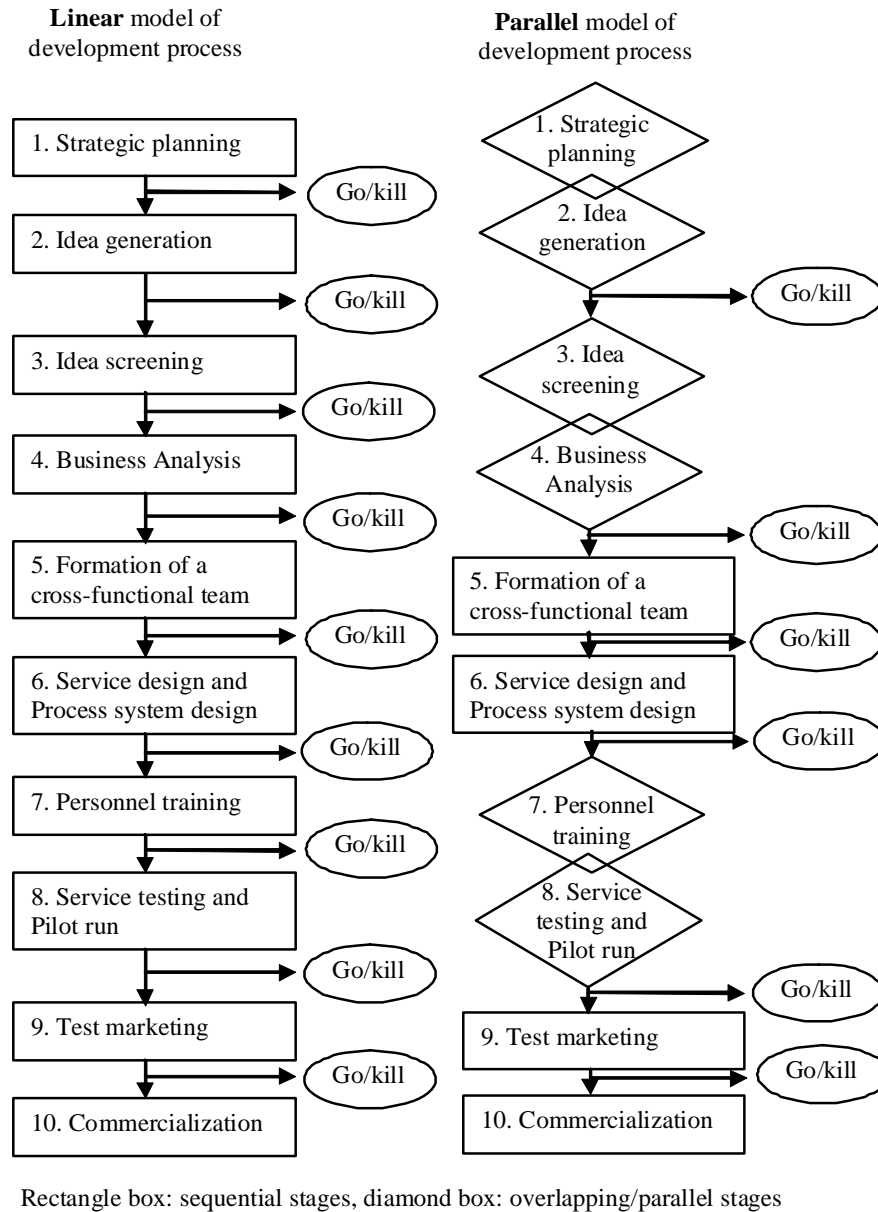 Linear model of
development process
1. Strategic planning
Go/kill
2. Idea generation
Go/kill
3. Idea screening
Go/kill
4. Business Analysis
Go/kill
5. Formation of a
cross-functional team
Go/kill
6. Service design and
Process system design
Go/kill
7. Personnel training
Go/kill
8. Service testing and
Pilot run
Go/kill
9. Test marketing
Go/kill
10. Commercialization
Parallel model of
development process
1. Strategic
planning
2. Idea
generation
Go/kill
3. Idea
screening
4. Business
Analysis
Go/kill
5. Formation of a
cross-functional team
Go/kill
6. Service design and
Process system design
Go/kill
7. Personnel
training
8. Service
testing and
Pilot run
Go/kill
9. Test marketing
Go/kill
10. Commercialization
Rectangle box: sequential stages, diamond box: overlapping/parallel stages